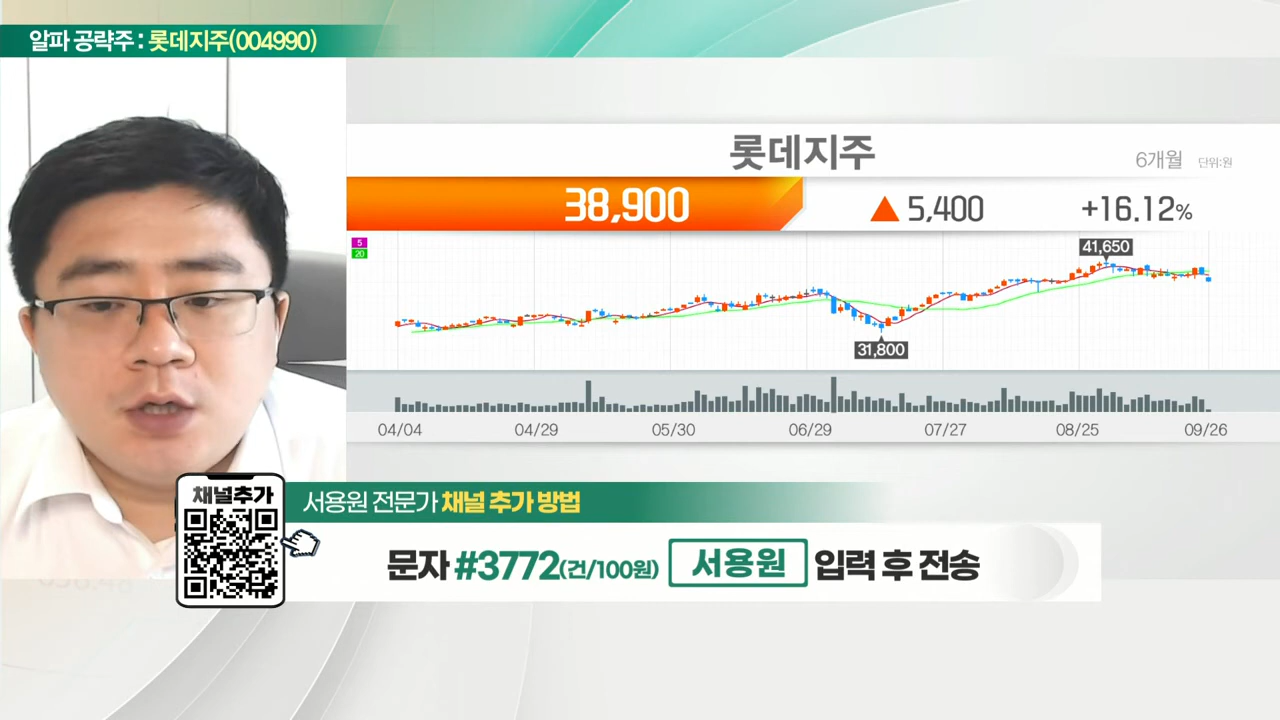 알파 공략주 : 롯데지주(004990)
롯데지주
6개월 단위:원
38,900 ▲ 5,400 +16.12%
5
20
41,650
31,800
04/04 04/29 05/30 06/29 07/27 08/25 09/26
채널추가
서용원 전문가 채널 추가 방법
문자 #3772(건/100원) 서용원 입력 후 전송